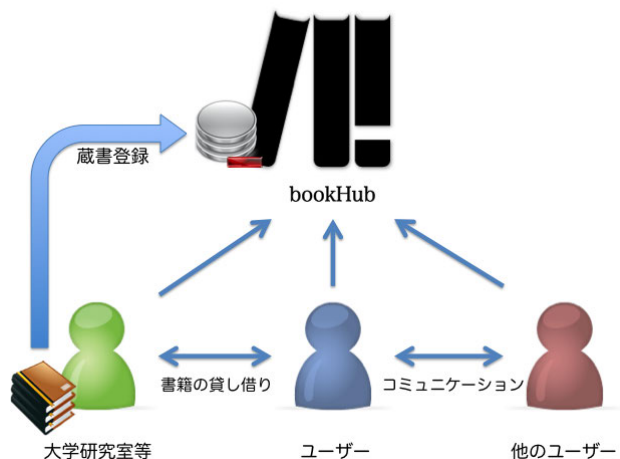 蔵書登録
bookHub
書籍の貸し借り
コミュニケーション
大学研究室等
ユーザー
他のユーザー